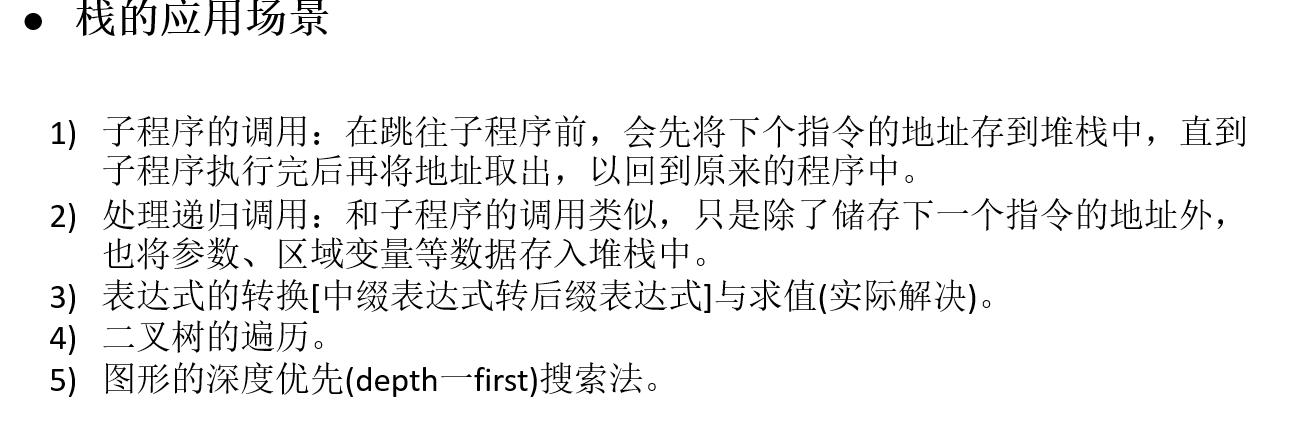 ● 栈的应用场景
1) 子程序的调用：在跳往子程序前，会先将下个指令的地址存到堆栈中，直到
子程序执行完后再将地址取出，以回到原来的程序中。
2) 处理递归调用：和子程序的调用类似，只是除了储存下一个指令的地址外，
也将参数、区域变量等数据存入堆栈中。
3) 表达式的转换[中缀表达式转后缀表达式]与求值(实际解决)。
4) 二叉树的遍历。
5) 图形的深度优先(depth一first)搜索法。